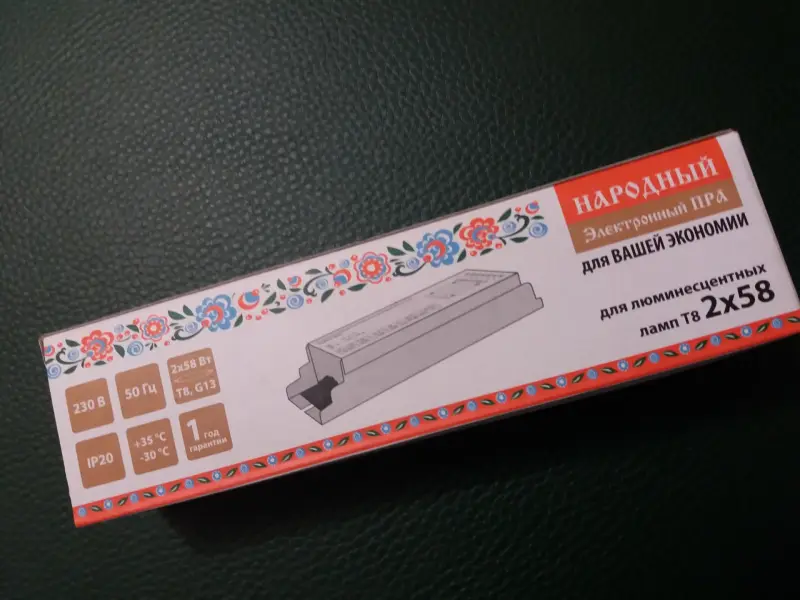 НАРОДНЫЙ
Электронный ПРА
для ВАШЕЙ ЭКОНОМИИ
для люминесцентных
ламп T8 2x58
230 В
50 Гц
2x58 Вт
T8, G13
IP20
+35 °C
-30 °C
1 год
гарантии